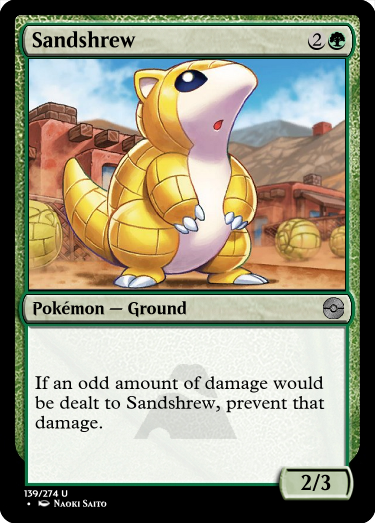 Sandshrew 2
Pokémon — Ground
If an odd amount of damage would
be dealt to Sandshrew, prevent that
damage.
2/3
139/274 U
• Naoki Saito